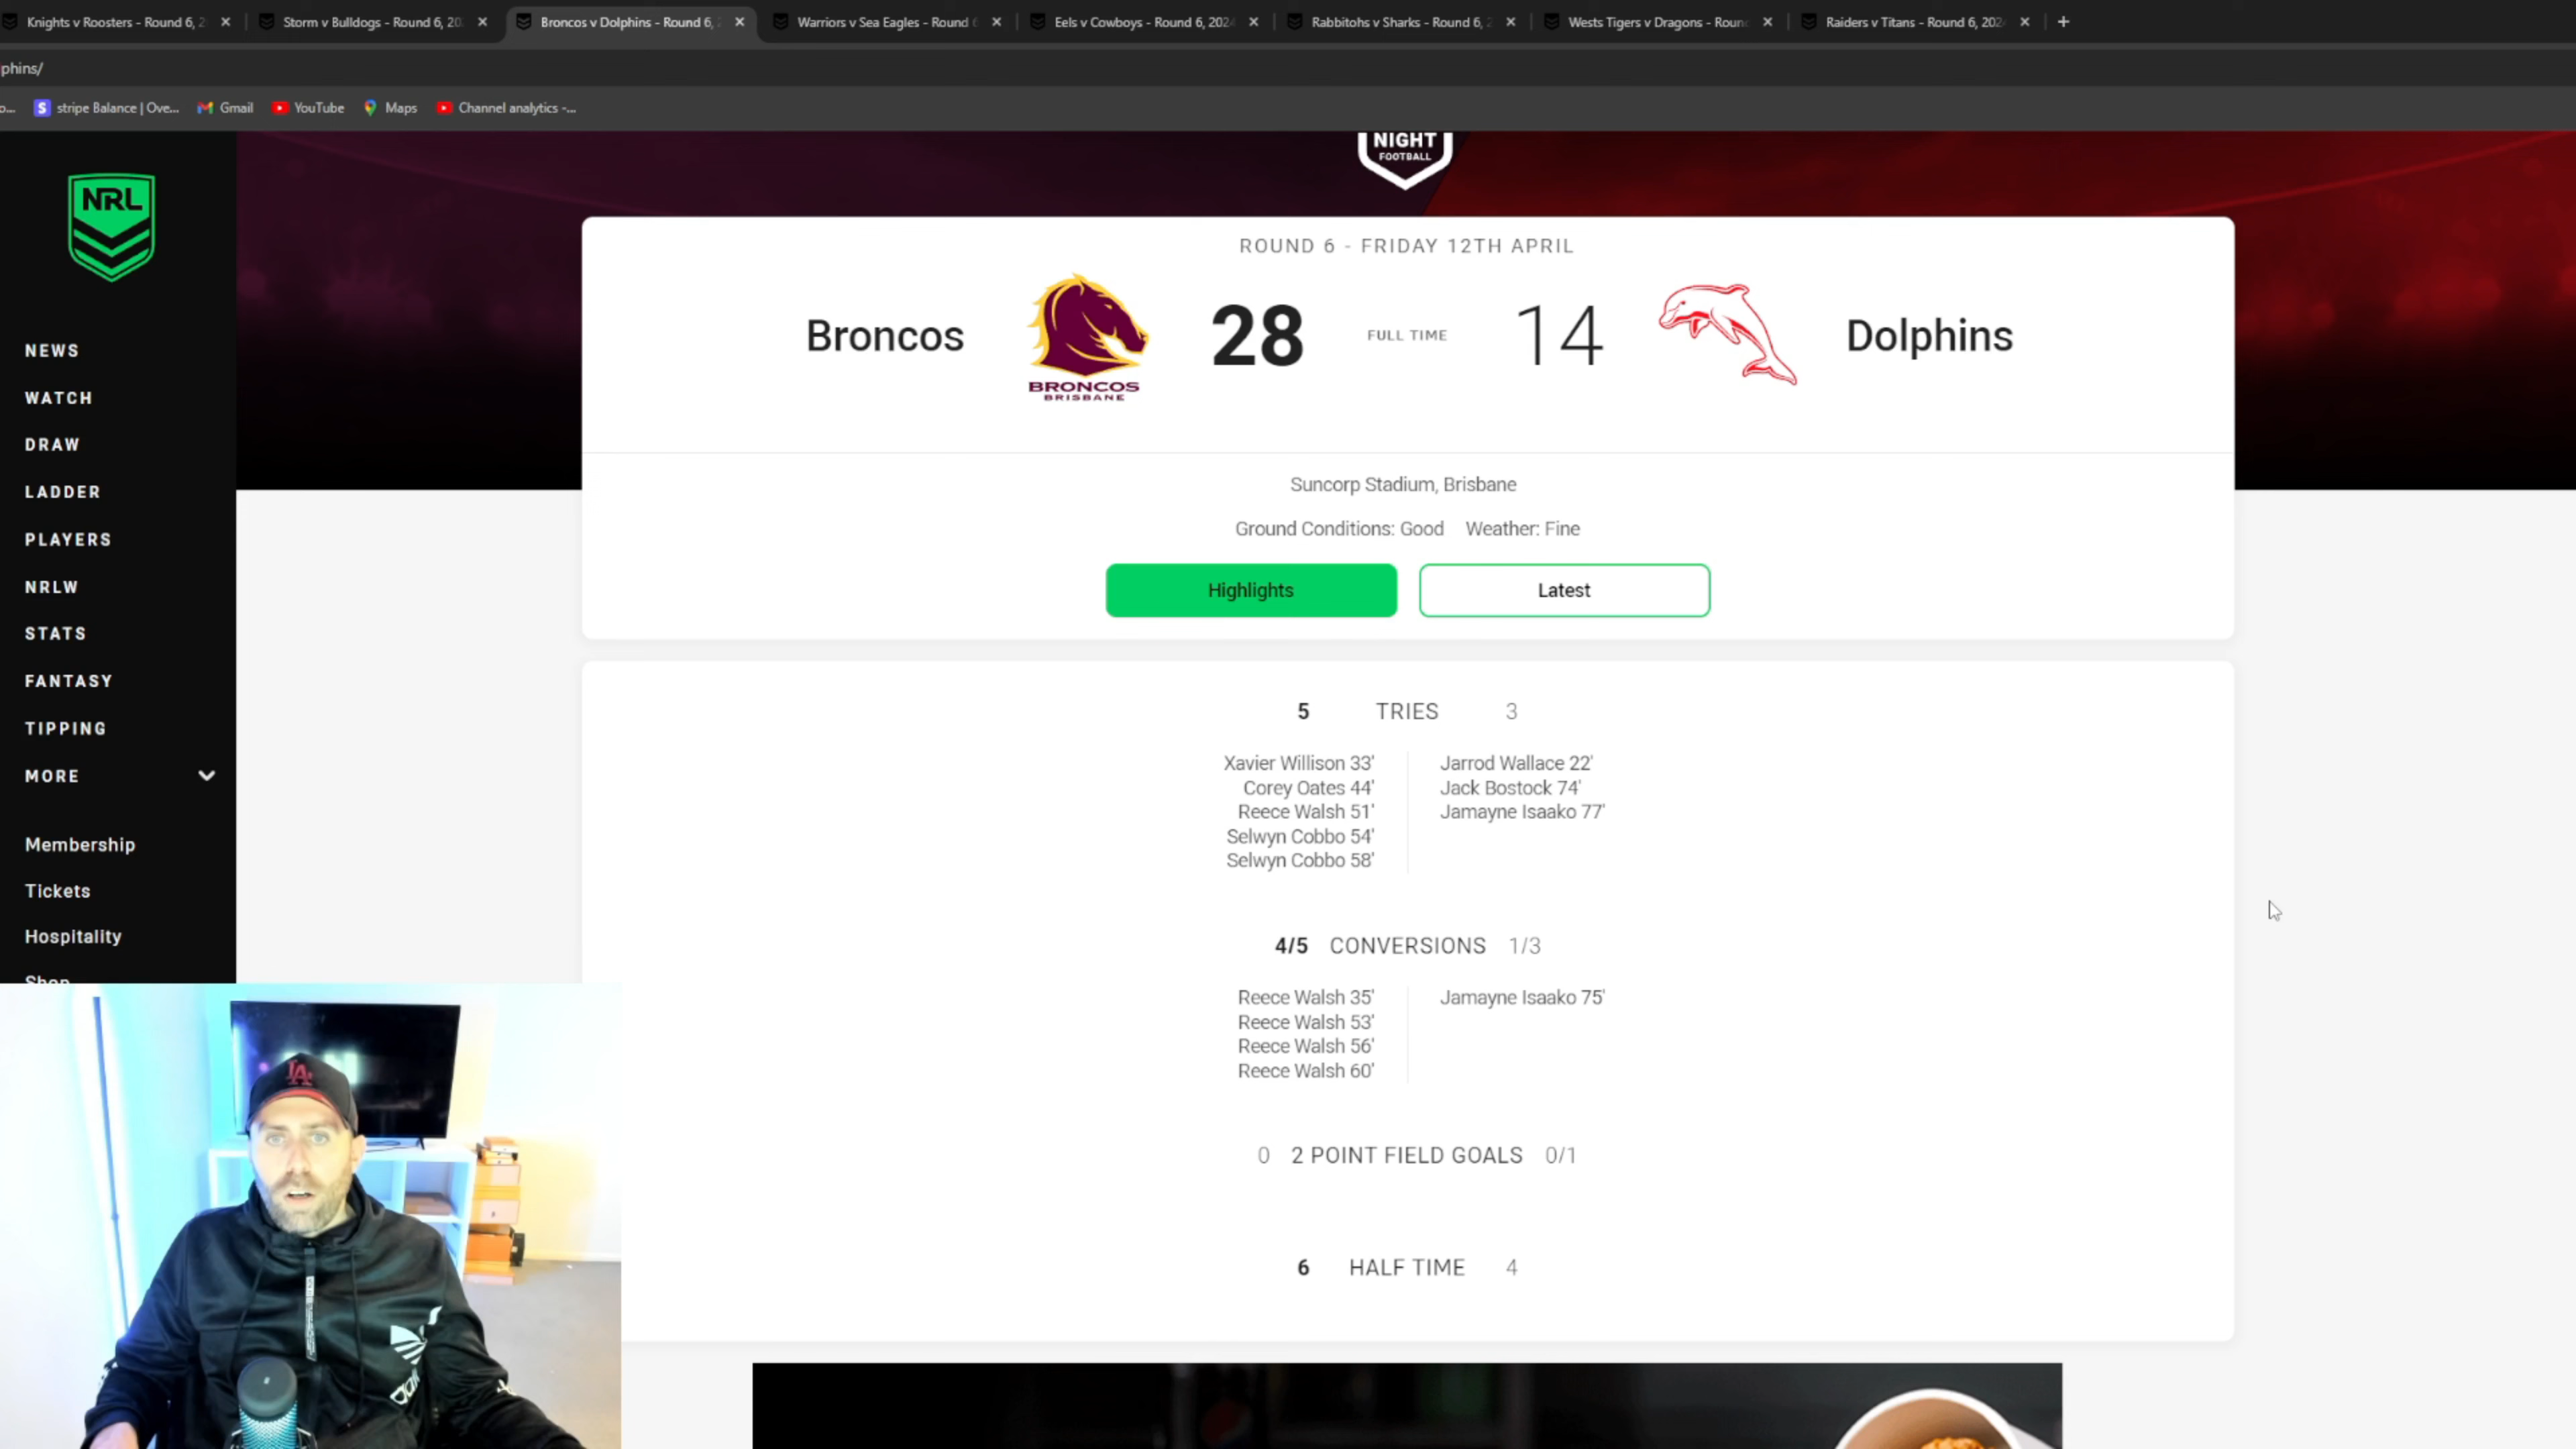 Knights v Roosters - Round 6, 2
Storm v Bulldogs - Round 6, 20
Broncos v Dolphins - Round 6, 2
Warriors v Sea Eagles - Round 6
Eels v Cowboys - Round 6, 2024
Rabbitohs v Sharks - Round 6, 2
Wests Tigers v Dragons - Roun
Raiders v Titans - Round 6, 202
phins/
o...
S stripe Balance | Ove...
Gmail
YouTube
Maps
Channel analytics -...
NIGHT
FOOTBALL
NRL
NEWS
WATCH
DRAW
LADDER
PLAYERS
NRLW
STATS
FANTASY
TIPPING
MORE
Membership
Tickets
Hospitality
Shop
ROUND 6 - FRIDAY 12TH APRIL
Broncos
BRONCOS
BRISBANE
28 FULL TIME 14
Dolphins
Suncorp Stadium, Brisbane
Ground Conditions: Good Weather: Fine
Highlights
Latest
5 TRIES 3
Xavier Willison 33' Jarrod Wallace 22'
Corey Oates 44' Jack Bostock 74'
Reece Walsh 51' Jamayne Isaako 77'
Selwyn Cobbo 54'
Selwyn Cobbo 58'
4/5 CONVERSIONS 1/3
Reece Walsh 35' Jamayne Isaako 75'
Reece Walsh 53'
Reece Walsh 56'
Reece Walsh 60'
0 2 POINT FIELD GOALS 0/1
6 HALF TIME 4
LA